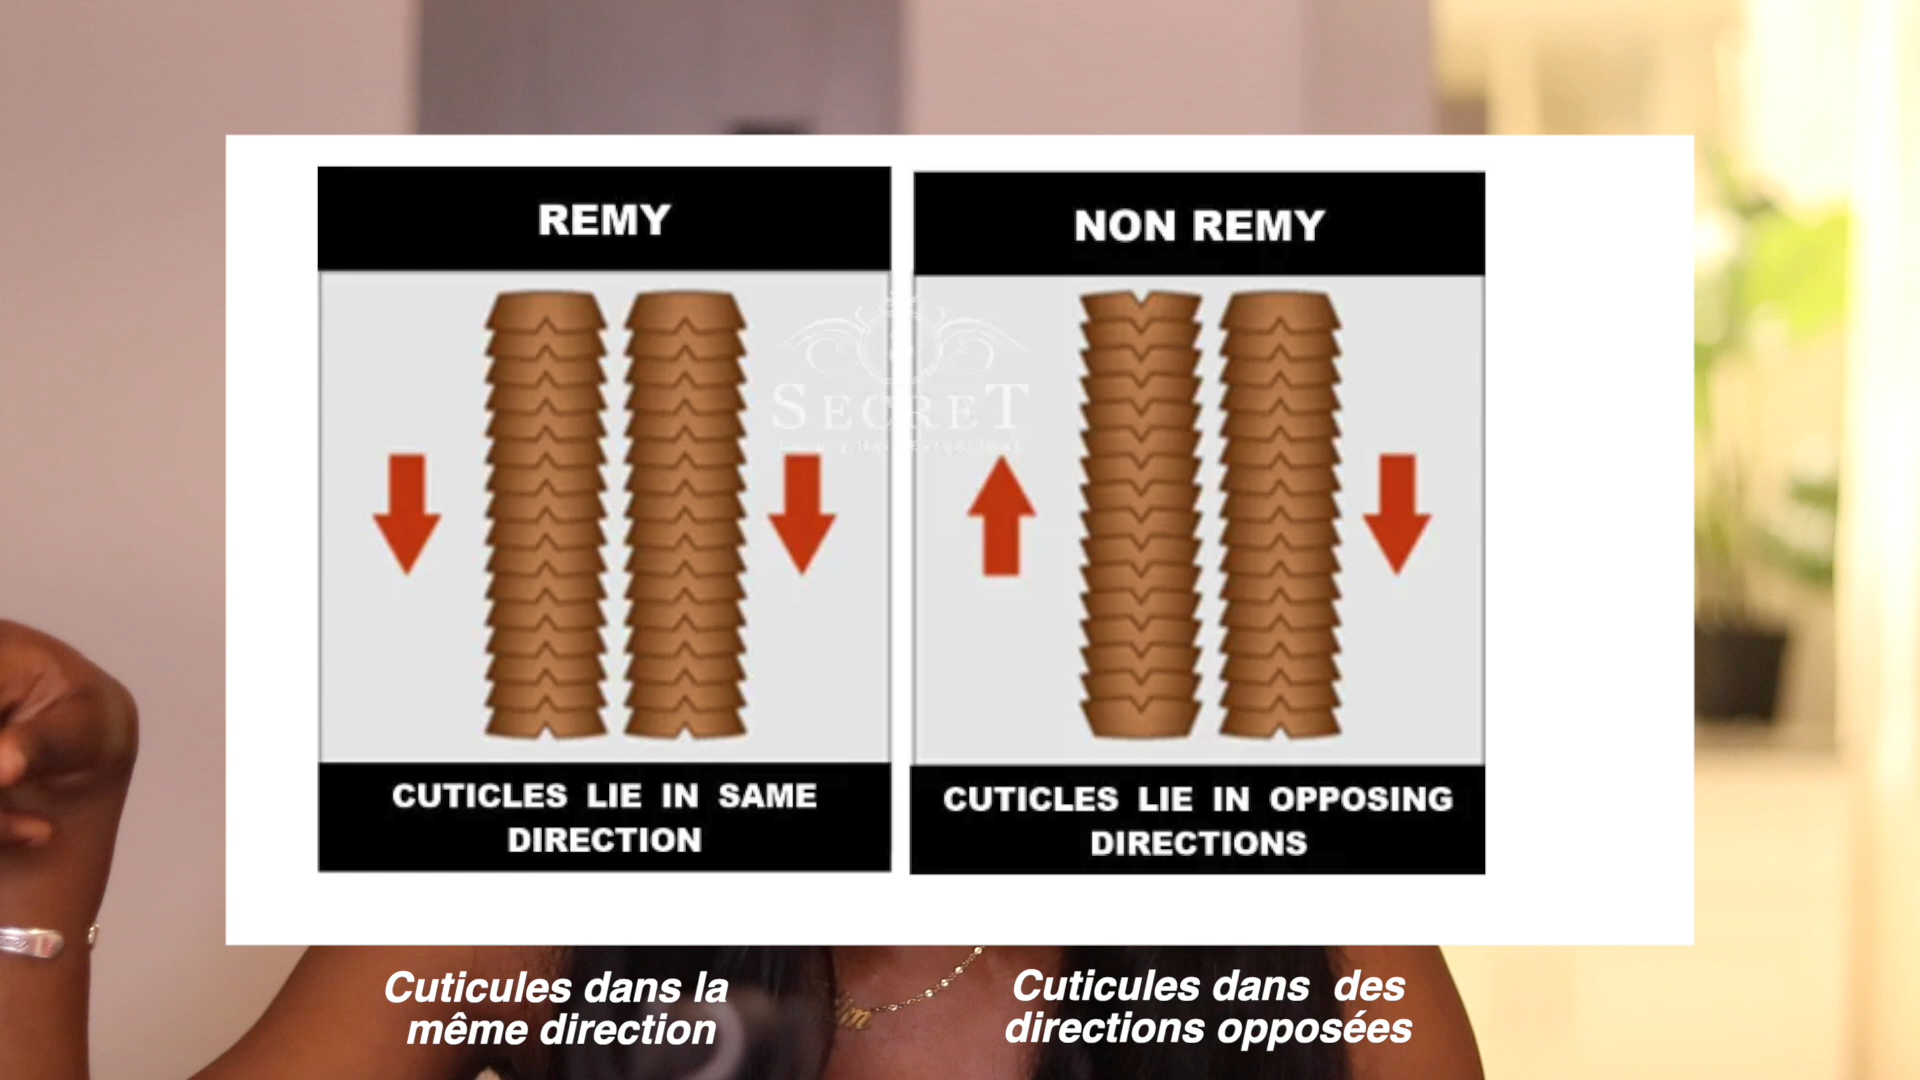 REMY
NON REMY
SECRET
CUTICLES LIE IN SAME
DIRECTION
CUTICLES LIE IN OPPOSING
DIRECTIONS
Cuticules dans la
même direction
Cuticules dans des
directions opposées